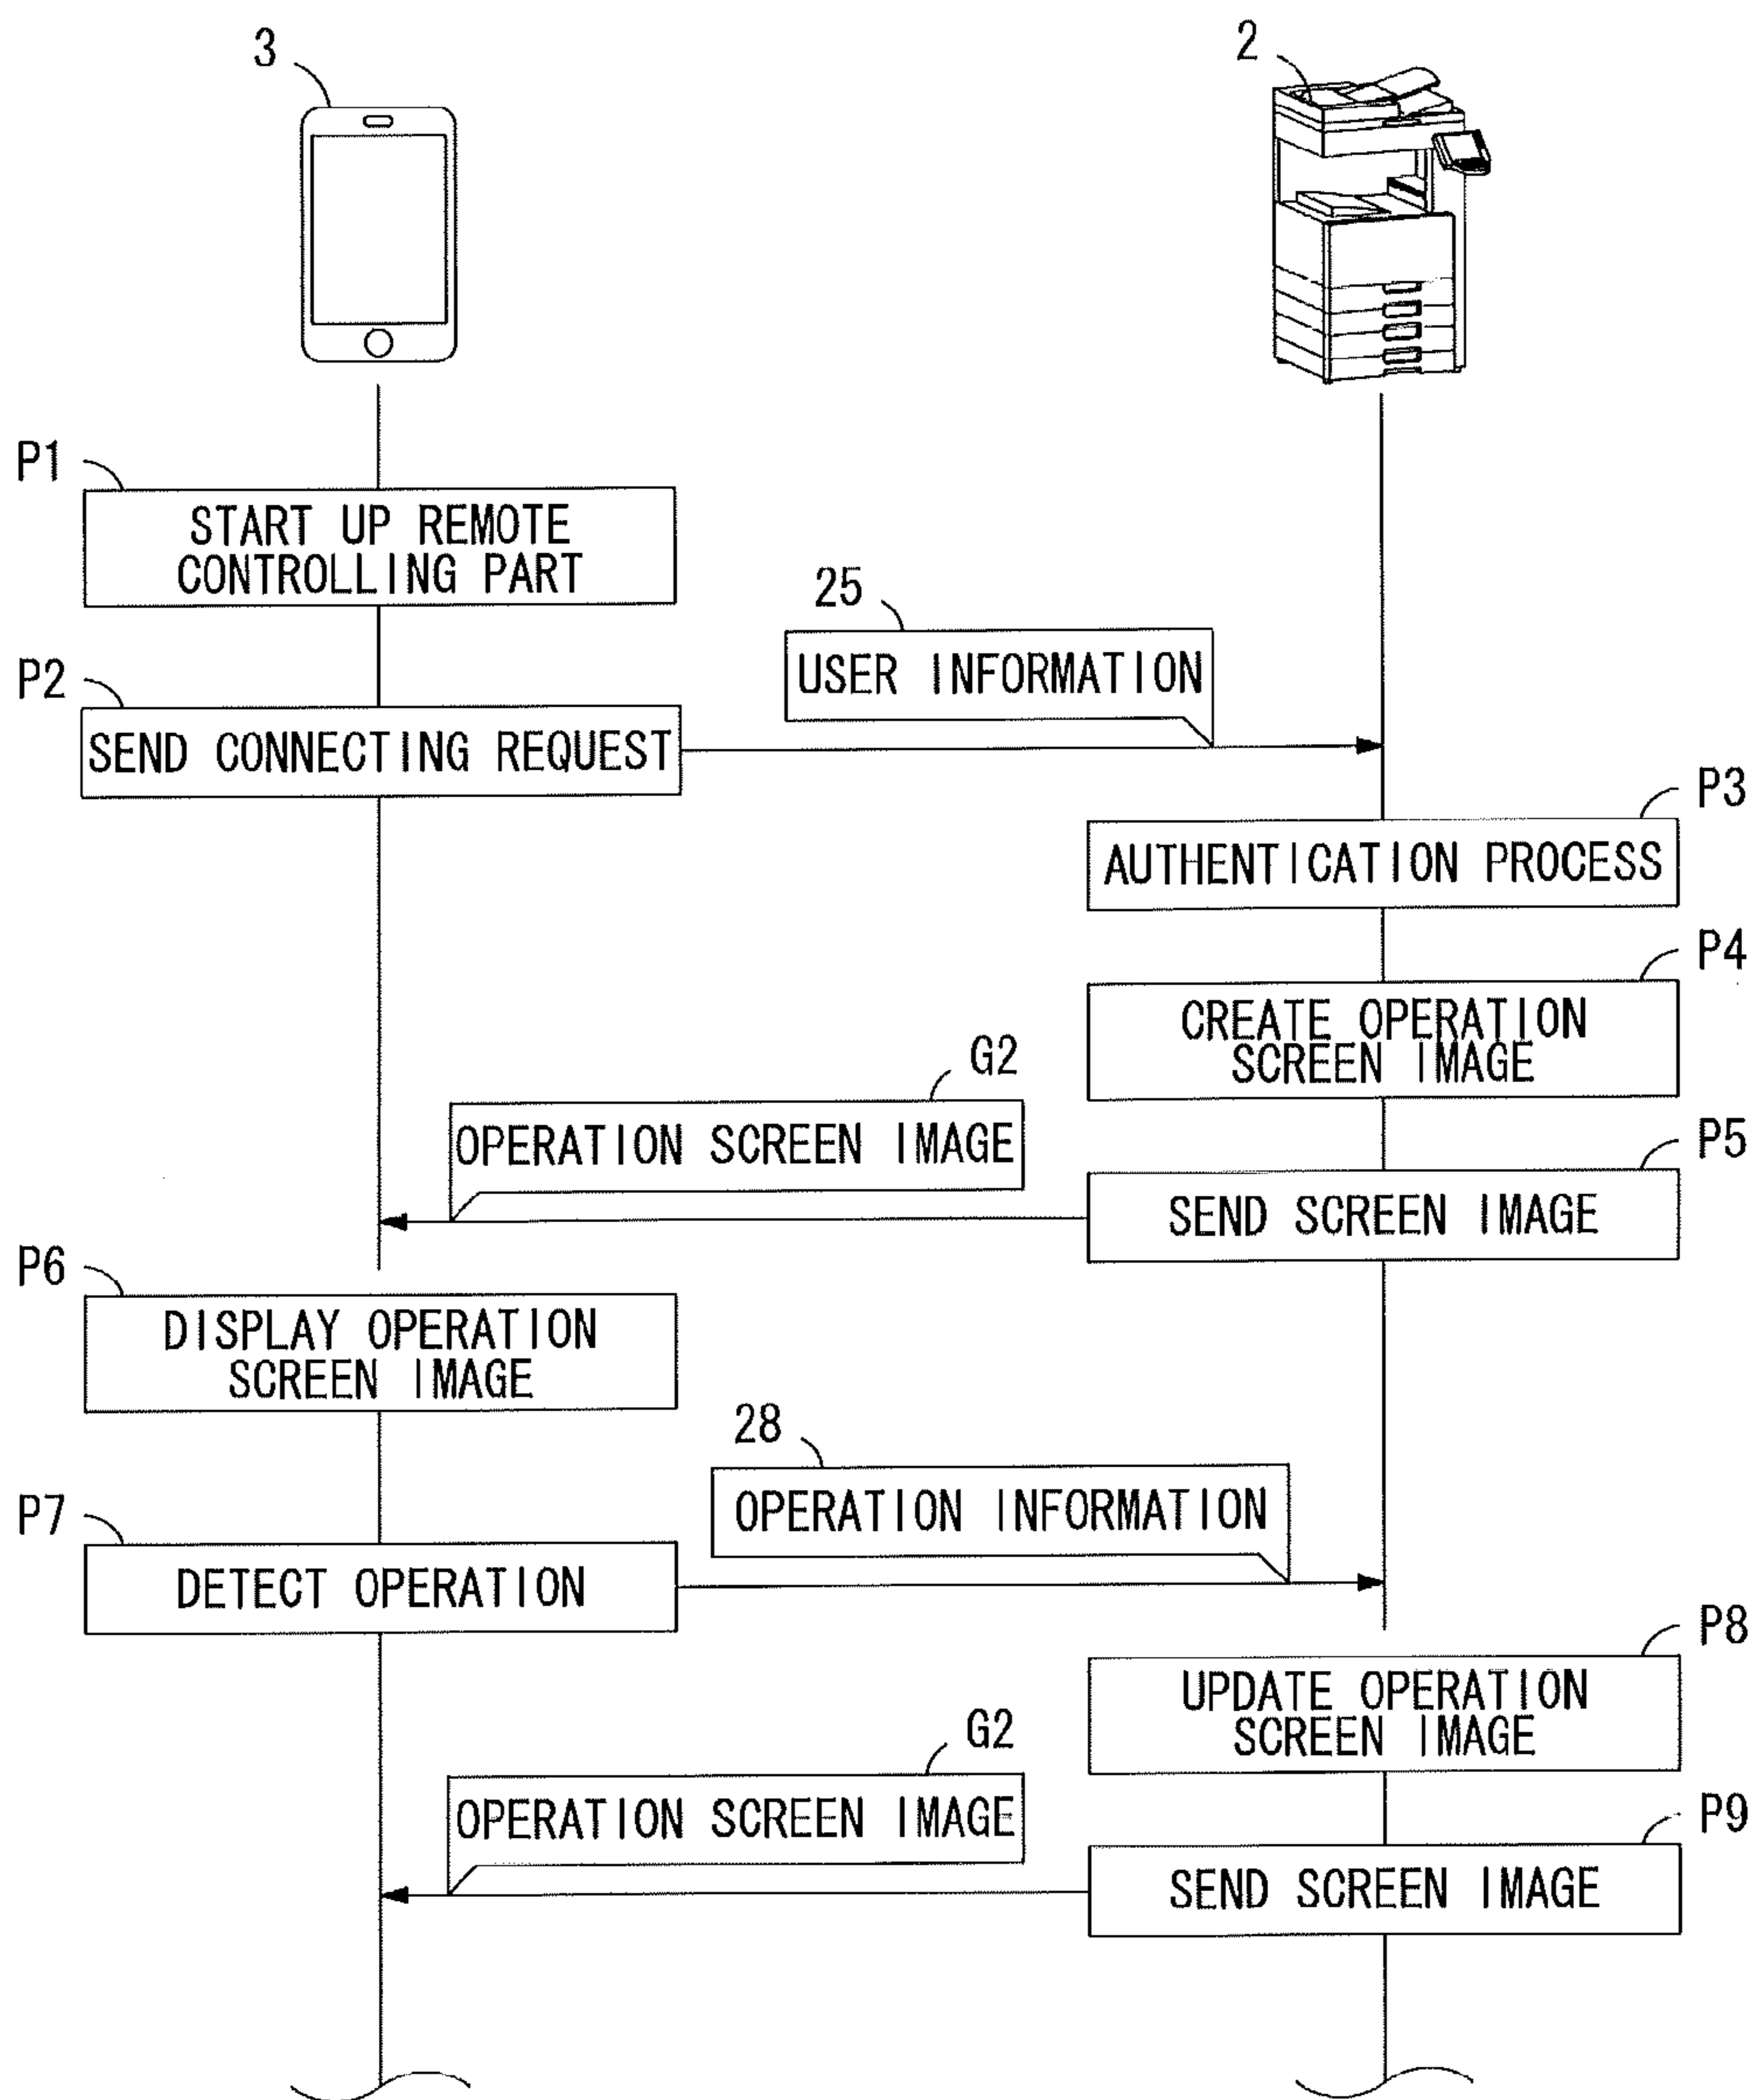 3
2
P1
START UP REMOTE
CONTROLLING PART
25
USER INFORMATION
P2
SEND CONNECTING REQUEST
P3
AUTHENTICATION PROCESS
P4
CREATE OPERATION
SCREEN IMAGE
G2
OPERATION SCREEN IMAGE
P5
SEND SCREEN IMAGE
P6
DISPLAY OPERATION
SCREEN IMAGE
28
OPERATION INFORMATION
P7
DETECT OPERATION
P8
UPDATE OPERATION
SCREEN IMAGE
G2
OPERATION SCREEN IMAGE
P9
SEND SCREEN IMAGE